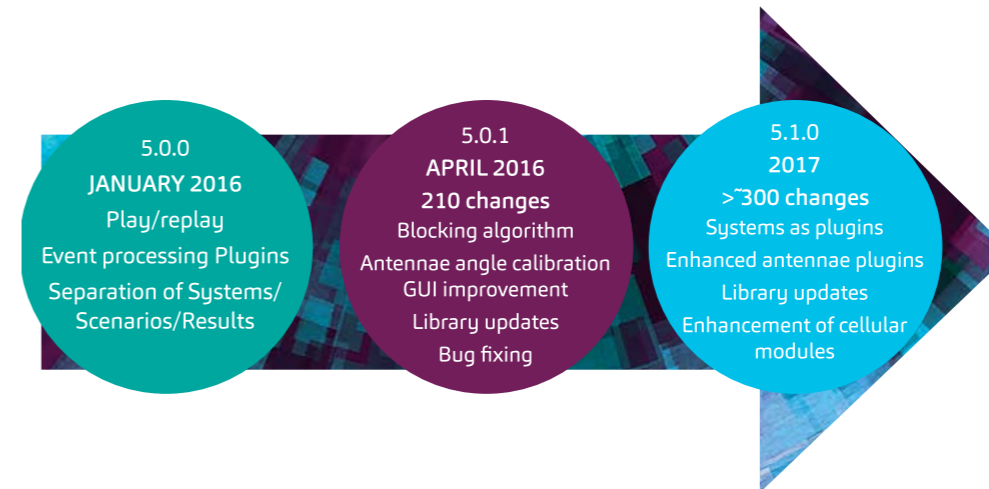 5.0.0
JANUARY 2016
Play/replay
Event processing Plugins
Separation of Systems/
Scenarios/Results
5.0.1
APRIL 2016
210 changes
Blocking algorithm
Antennae angle calibration
GUI improvement
Library updates
Bug fixing
5.1.0
2017
>~300 changes
Systems as plugins
Enhanced antennae plugins
Library updates
Enhancement of cellular
modules